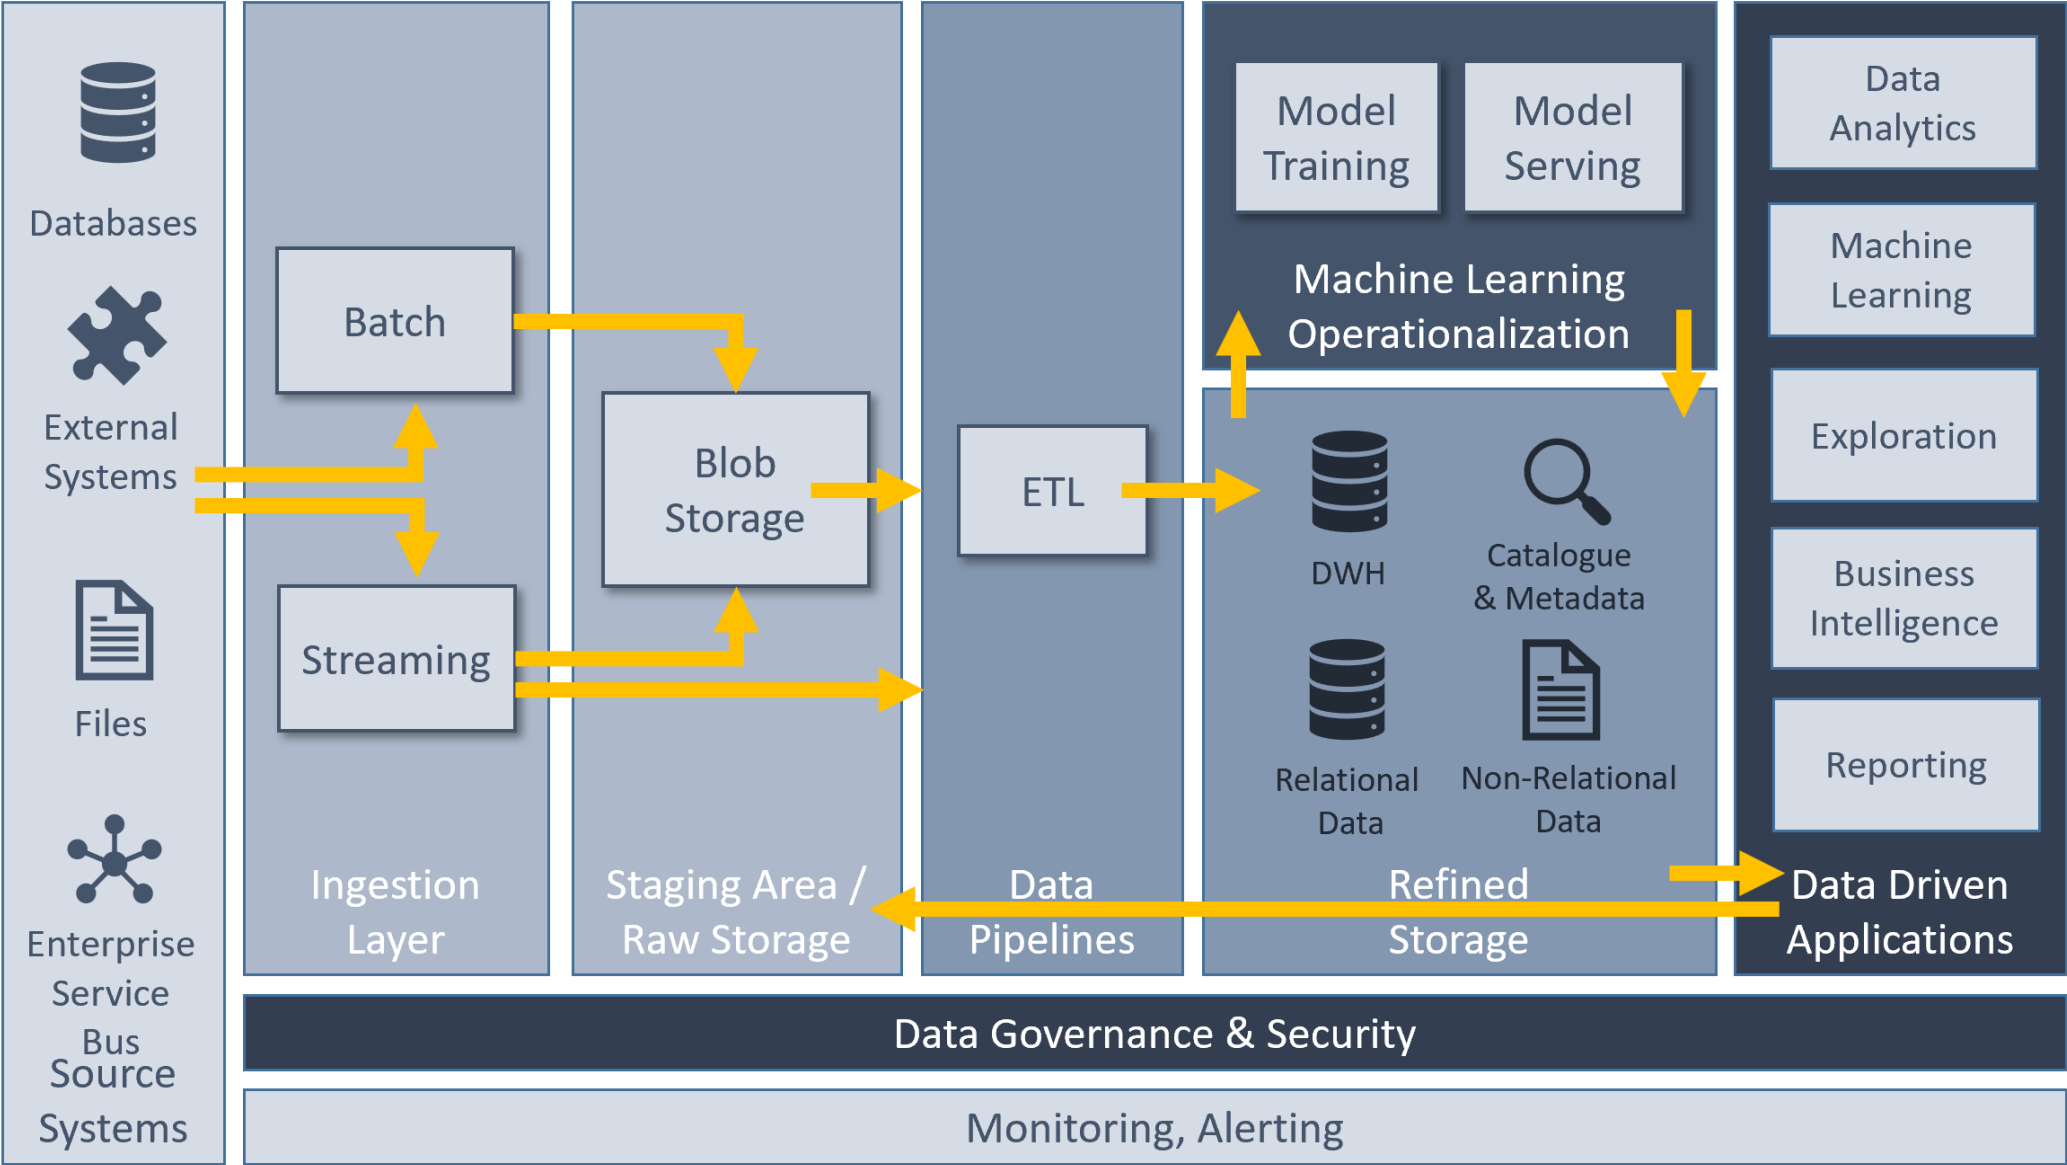 Databases
External
Systems
Files
Enterprise
Service
Bus
Source
Systems
Batch
Streaming
Ingestion
Layer
Blob
Storage
Staging Area /
Raw Storage
ETL
Data
Pipelines
Model
Training
Model
Serving
Machine Learning
Operationalization
DWH
Catalogue
& Metadata
Relational
Data
Non-Relational
Data
Refined
Storage
Data
Analytics
Machine
Learning
Exploration
Business
Intelligence
Reporting
Data Driven
Applications
Data Governance & Security
Monitoring, Alerting